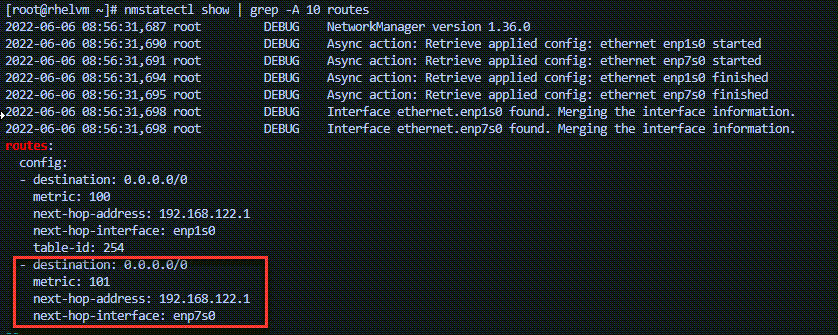 [root@rhelvm ~]# nmstatectl show | grep -A 10 routes
2022-06-06 08:56:31,687 root         DEBUG    NetworkManager version 1.36.0
2022-06-06 08:56:31,690 root         DEBUG    Async action: Retrieve applied config: ethernet enp1s0 started
2022-06-06 08:56:31,690 root         DEBUG    Async action: Retrieve applied config: ethernet enp7s0 started
2022-06-06 08:56:31,694 root         DEBUG    Async action: Retrieve applied config: ethernet enp1s0 finished
2022-06-06 08:56:31,695 root         DEBUG    Async action: Retrieve applied config: ethernet enp7s0 finished
2022-06-06 08:56:31,698 root         DEBUG    Interface ethernet.enp1s0 found. Merging the interface information.
2022-06-06 08:56:31,698 root         DEBUG    Interface ethernet.enp7s0 found. Merging the interface information.
routes:
  config:
  - destination: 0.0.0.0/0
    metric: 100
    next-hop-address: 192.168.122.1
    next-hop-interface: enp1s0
    table-id: 254
  - destination: 0.0.0.0/0
    metric: 101
    next-hop-address: 192.168.122.1
    next-hop-interface: enp7s0
--